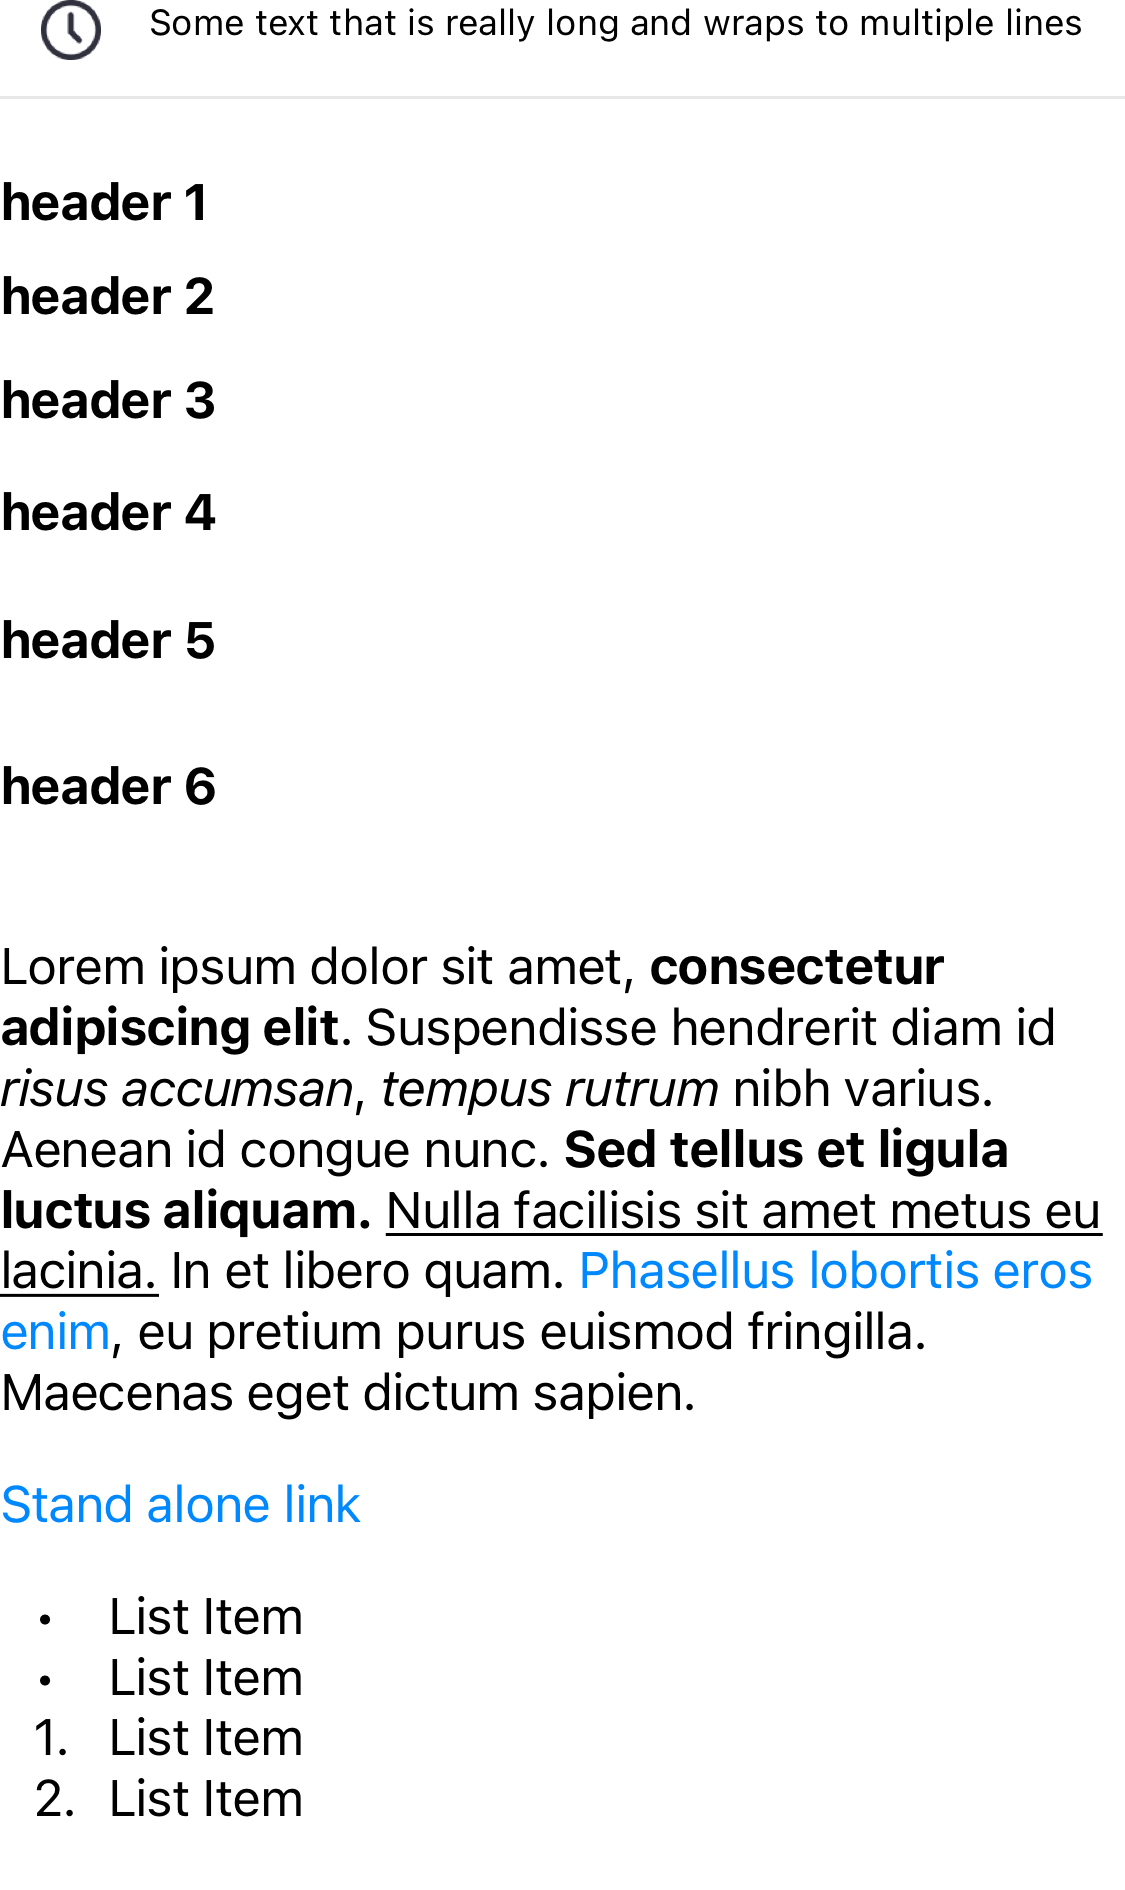 Some text that is really long and wraps to multiple lines
header 1
header 2
header 3
header 4
header 5
header 6
Lorem ipsum dolor sit amet, consectetur
adipiscing elit. Suspendisse hendrerit diam id
risus accumsan, tempus rutrum nibh varius.
Aenean id congue nunc. Sed tellus et ligula
luctus aliquam. Nulla facilisis sit amet metus eu
lacinia. In et libero quam. Phasellus lobortis eros
enim, eu pretium purus euismod fringilla.
Maecenas eget dictum sapien.
Stand alone link
• List Item
• List Item
1. List Item
2. List Item